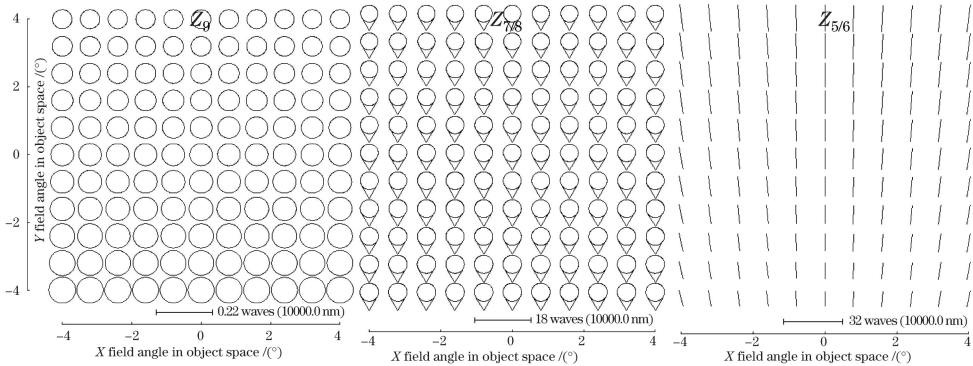 Z9
Z7/8
Z5/6
4
2
0
−2
−4
Y field angle in object space /(°)
0.22 waves (10000.0 nm)
18 waves (10000.0 nm)
32 waves (10000.0 nm)
−4 −2 0 2 4
−4 −2 0 2 4
−4 −2 0 2 4
X field angle in object space /(°)
X field angle in object space /(°)
X field angle in object space /(°)